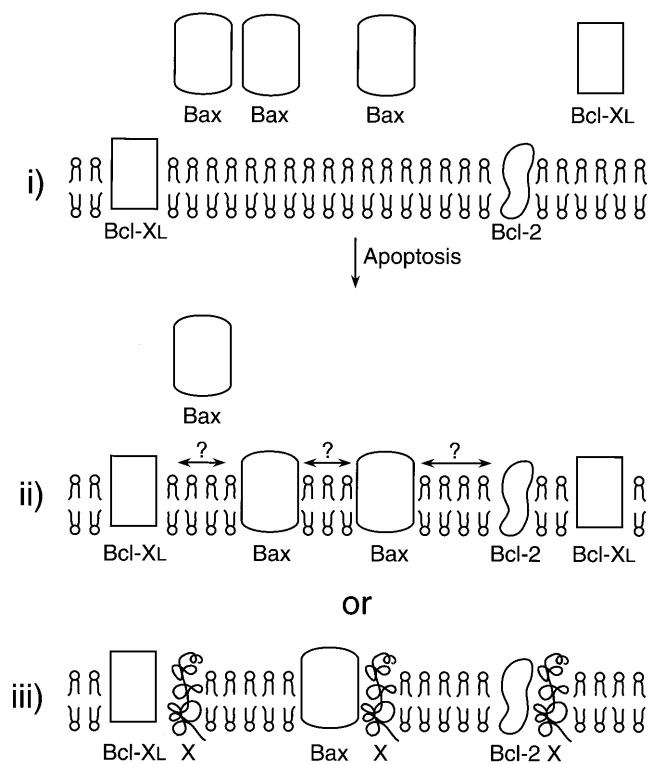 Bax Bax Bax Bcl-XL
i)
Bcl-XL Bcl-2
Apoptosis
Bax
? ? ?
ii)
Bcl-XL Bax Bax Bcl-2 Bcl-XL
or
iii)
Bcl-XL X Bax X Bcl-2 X